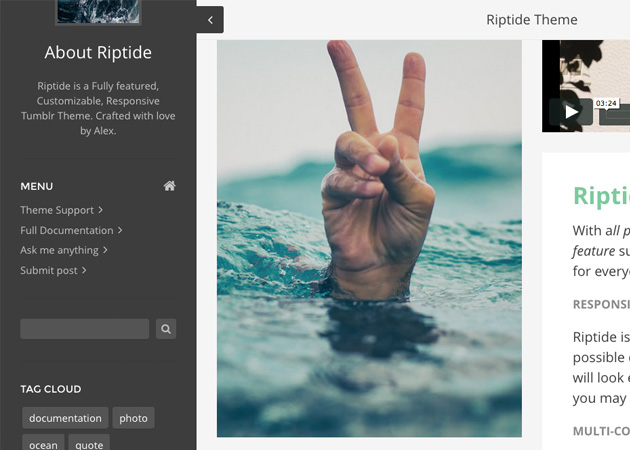 About Riptide
Riptide is a Fully featured,
Customizable, Responsive
Tumblr Theme. Crafted with love
by Alex.
MENU
Theme Support
Full Documentation
Ask me anything
Submit post
TAG CLOUD
documentation photo
ocean quote
Riptide Theme
03:24
Ripti
With all p
feature su
for every
RESPONSI
Riptide is
possible
will look e
you may
MULTI-CO